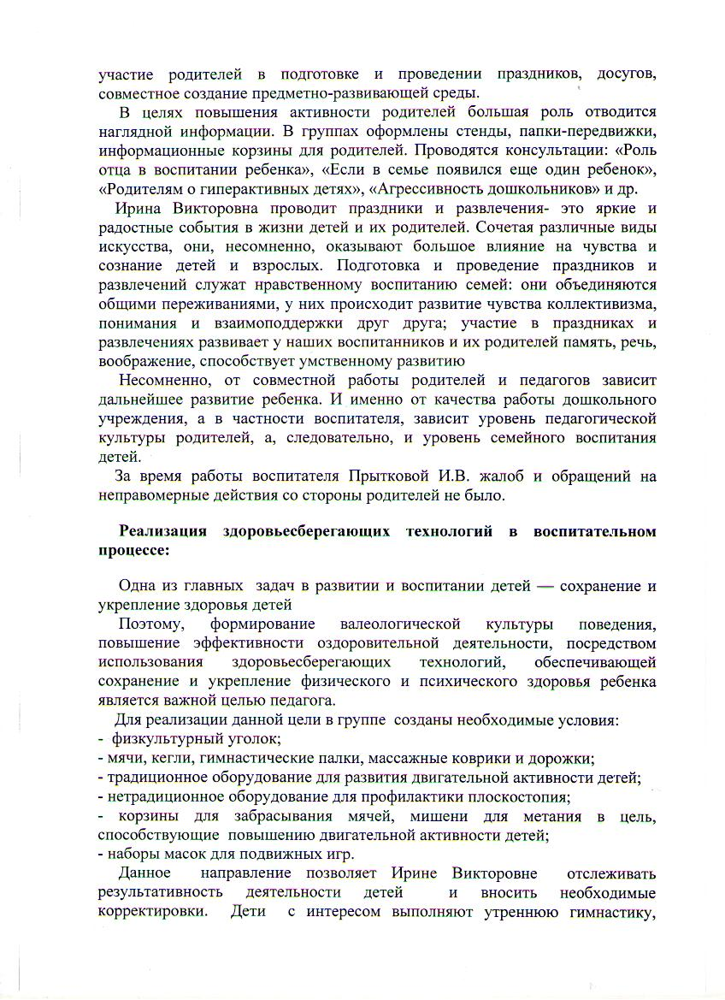 участие родителей в подготовке и проведении праздников, досугов,
совместное создание предметно-развивающей среды.
В целях повышения активности родителей большая роль отводится
наглядной информации. В группах оформлены стенды, папки-передвижки,
информационные корзины для родителей. Проводятся консультации: «Роль
отца в воспитании ребенка», «Если в семье появился еще один ребенок»,
«Родителям о гиперактивных детях», «Агрессивность дошкольников» и др.
Ирина Викторовна проводит праздники и развлечения- это яркие и
радостные события в жизни детей и их родителей. Сочетая различные виды
искусства, они, несомненно, оказывают большое влияние на чувства и
сознание детей и взрослых. Подготовка и проведение праздников и
развлечений служат нравственному воспитанию семей: они объединяются
общими переживаниями, у них происходит развитие чувства коллективизма,
понимания и взаимоподдержки друг друга; участие в праздниках и
развлечениях развивает у наших воспитанников и их родителей память, речь,
воображение, способствует умственному развитию
Несомненно, от совместной работы родителей и педагогов зависит
дальнейшее развитие ребенка. И именно от качества работы дошкольного
учреждения, а в частности воспитателя, зависит уровень педагогической
культуры родителей, а, следовательно, и уровень семейного воспитания
детей.
За время работы воспитателя Прытковой И.В. жалоб и обращений на
неправомерные действия со стороны родителей не было.
Реализация здоровьесберегающих технологий в воспитательном
процессе:
Одна из главных задач в развитии и воспитании детей — сохранение и
укрепление здоровья детей
Поэтому, формирование валеологической культуры поведения,
повышение эффективности оздоровительной деятельности, посредством
использования здоровьесберегающих технологий, обеспечивающей
сохранение и укрепление физического и психического здоровья ребенка
является важной целью педагога.
Для реализации данной цели в группе созданы необходимые условия:
- физкультурный уголок;
- мячи, кегли, гимнастические палки, массажные коврики и дорожки;
- традиционное оборудование для развития двигательной активности детей;
- нетрадиционное оборудование для профилактики плоскостопия;
- корзины для забрасывания мячей, мишени для метания в цель,
способствующие повышению двигательной активности детей;
- наборы масок для подвижных игр.
Данное направление позволяет Ирине Викторовне отслеживать
результативность деятельности детей и вносить необходимые
корректировки. Дети с интересом выполняют утреннюю гимнастику,